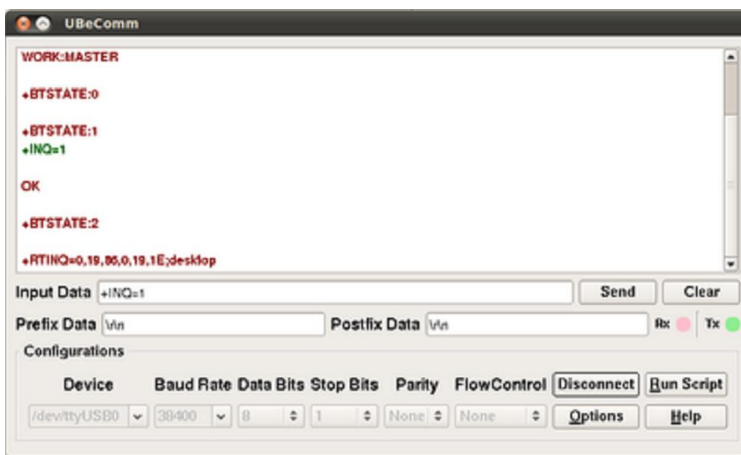 UBeComm
WORK:MASTER
+BTSTATE:0
+BTSTATE:1
+INQ=1
OK
+BTSTATE:2
+RTINQ=0,19,86,0,19,1E;desktop
Input Data +INQ=1 Send Clear
Prefix Data \r\n Postfix Data \r\n Rx Tx
Configurations
Device Baud Rate Data Bits Stop Bits Parity FlowControl Disconnect Run Script
/dev/ttyUSB0 38400 8 1 None None Options Help